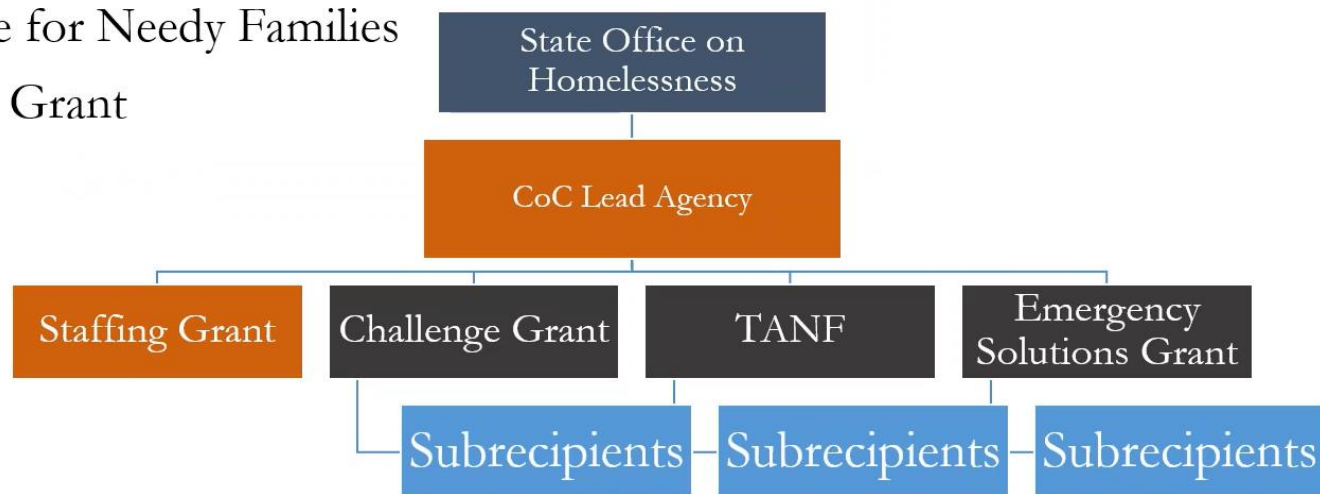 e for Needy Families
Grant
State Office on
Homelessness
CoC Lead Agency
Staffing Grant
Challenge Grant
TANF
Emergency
Solutions Grant
Subrecipients
Subrecipients
Subrecipients